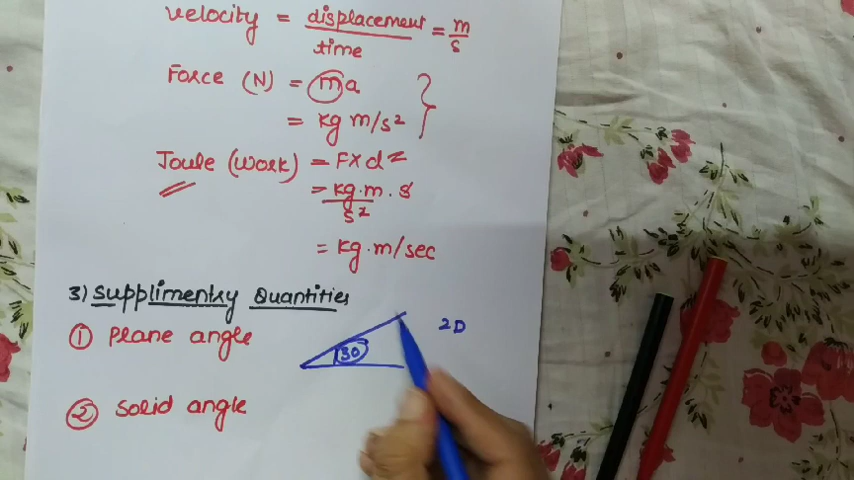 velocity = displacement/time = m/s
Force (N) = ma
= kg m/s²
Joule (work) = F×d
= kg.m/s² . s
= kg.m/sec
3) Supplimentry Quantities
① plane angle
30
2D
② solid angle